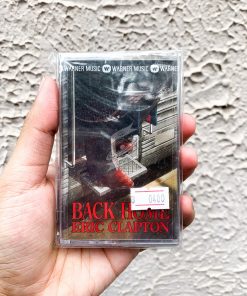 WARNER MUSIC WARNER MUSIC WARNER
BACK HOME
ERIC CLAPTON
0400